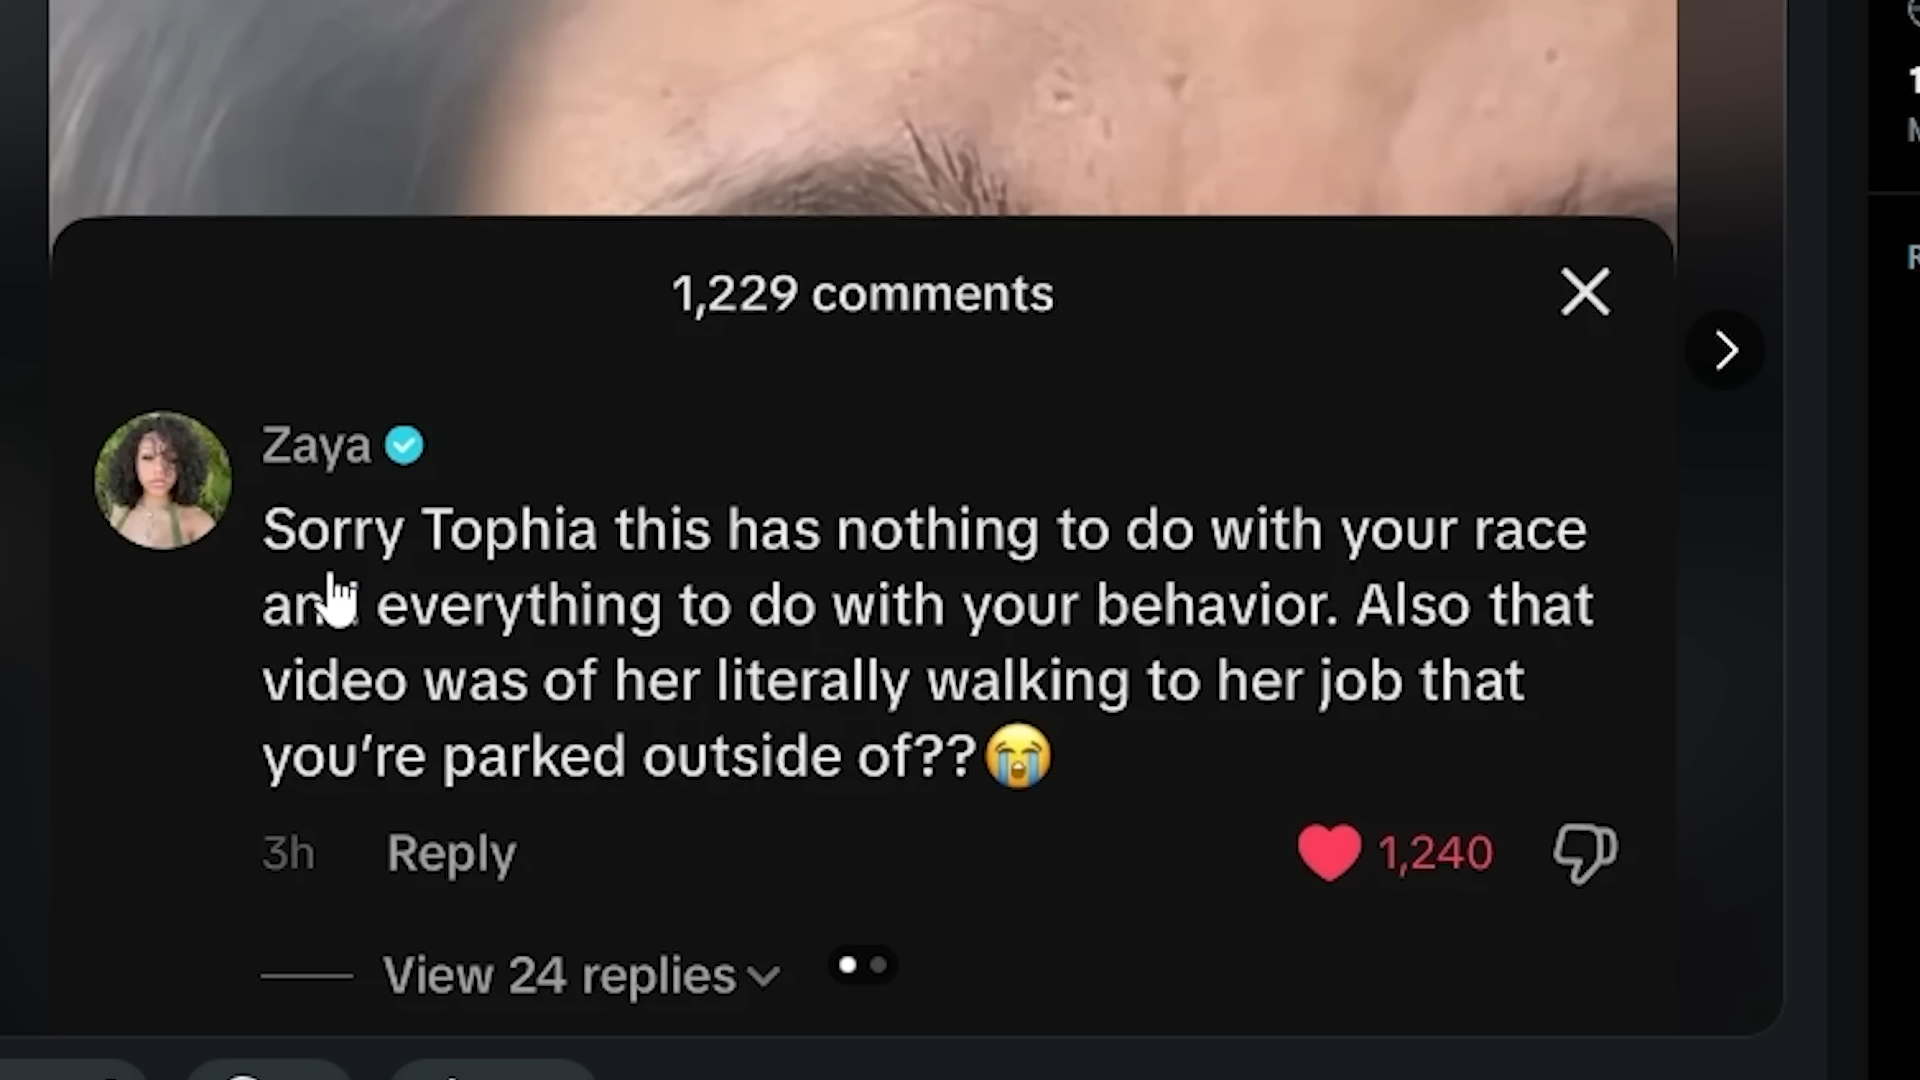 1,229 comments
Zaya
Sorry Tophia this has nothing to do with your race
everything to do with your behavior. Also that
video was of her literally walking to her job that
you're parked outside of??😭
3h Reply 1,240
View 24 replies